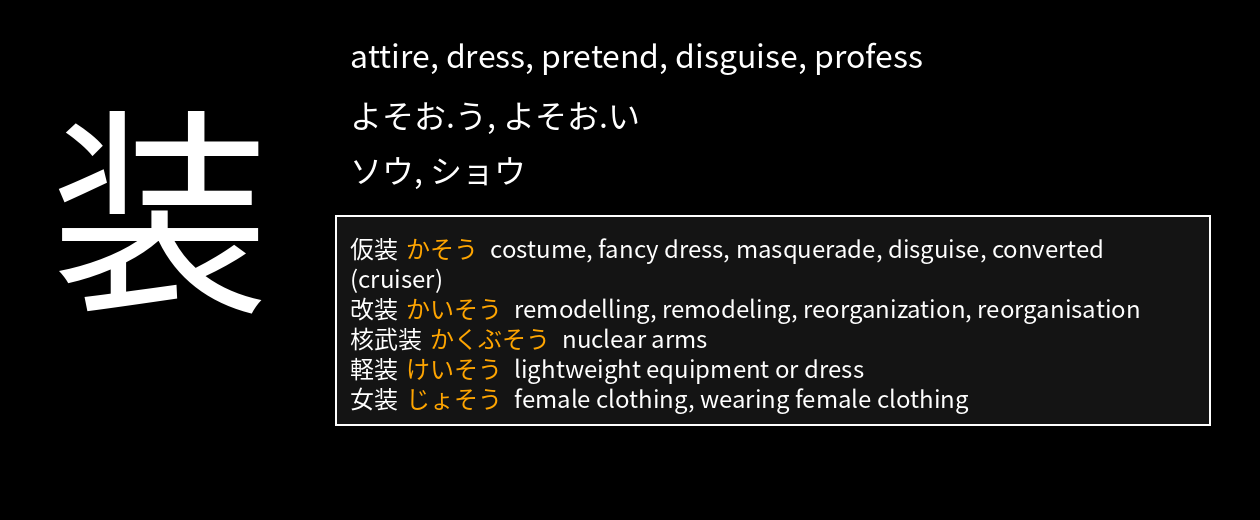 装
attire, dress, pretend, disguise, profess
よそお.う, よそお.い
ソウ, ショウ
仮装 かそう costume, fancy dress, masquerade, disguise, converted
(cruiser)
改装 かいそう remodelling, remodeling, reorganization, reorganisation
核武装 かくぶそう nuclear arms
軽装 けいそう lightweight equipment or dress
女装 じょそう female clothing, wearing female clothing